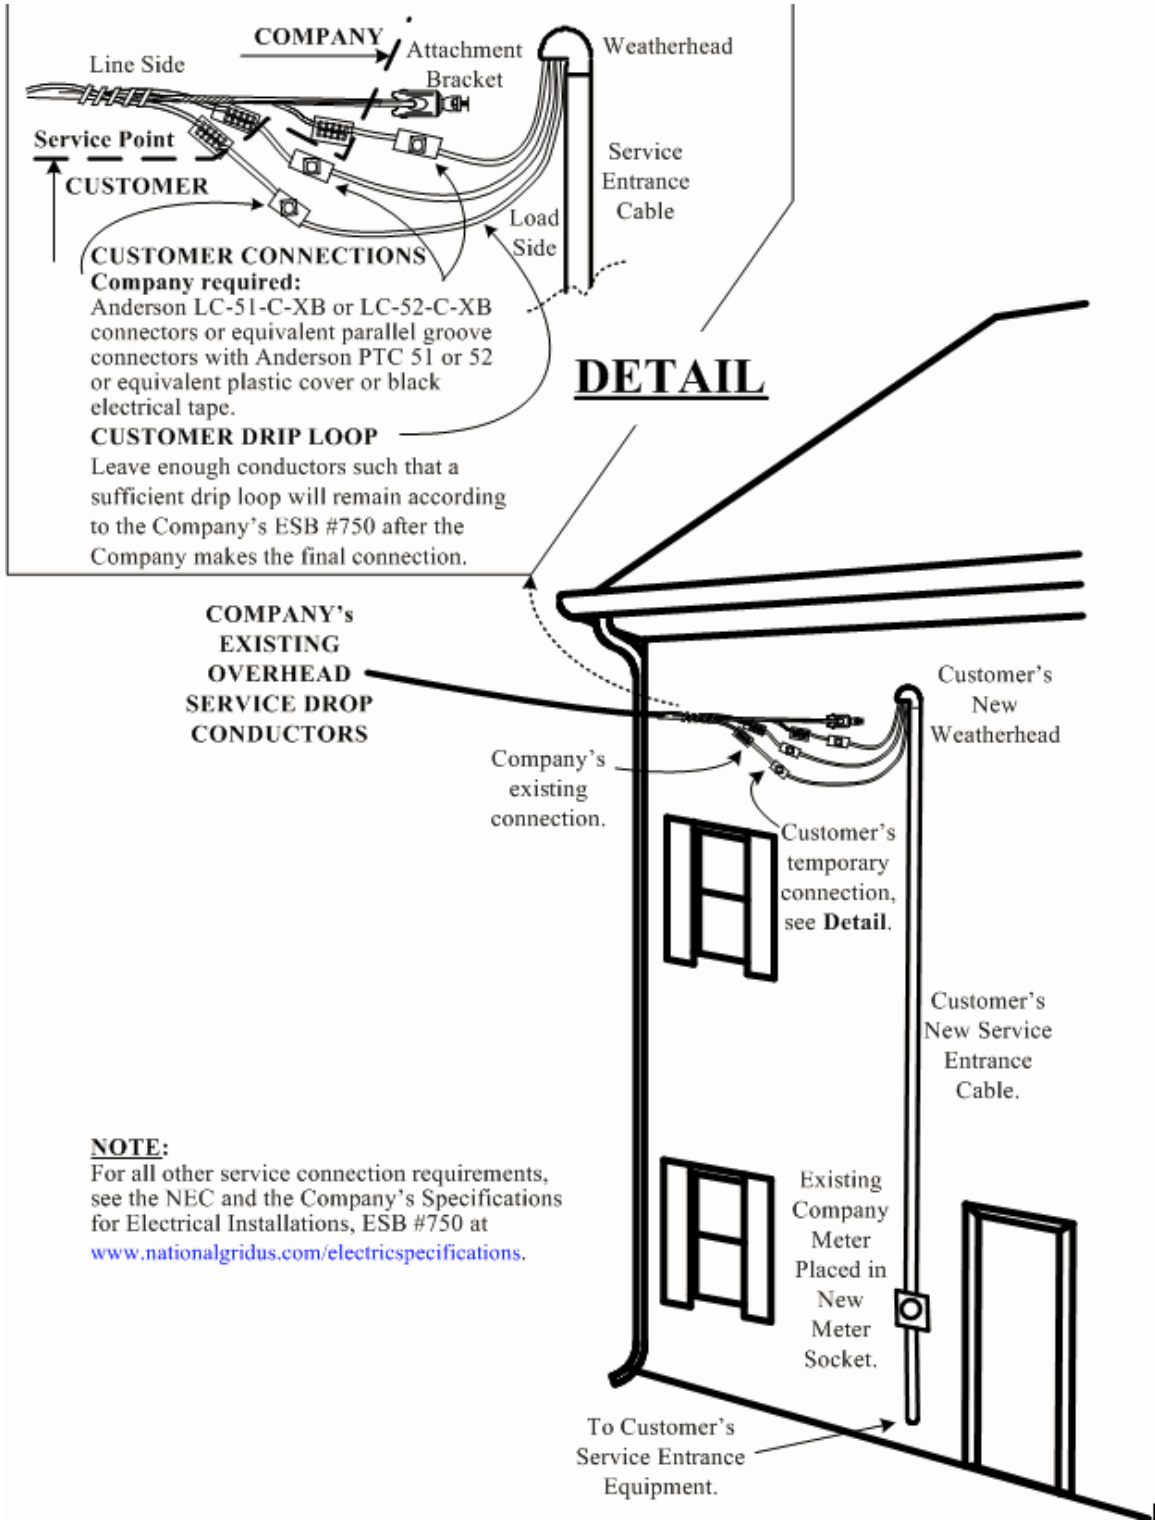 COMPANY
Line Side
Attachment
Bracket
Weatherhead
Service Point
CUSTOMER
Service
Entrance
Cable
Load
Side
CUSTOMER CONNECTIONS
Company required:
Anderson LC-51-C-XB or LC-52-C-XB
connectors or equivalent parallel groove
connectors with Anderson PTC 51 or 52
or equivalent plastic cover or black
electrical tape.
CUSTOMER DRIP LOOP
Leave enough conductors such that a
sufficient drip loop will remain according
to the Company's ESB #750 after the
Company makes the final connection.
DETAIL
COMPANY's
EXISTING
OVERHEAD
SERVICE DROP
CONDUCTORS
Customer's
New
Weatherhead
Company's
existing
connection.
Customer's
temporary
connection,
see Detail.
Customer's
New Service
Entrance
Cable.
NOTE:
For all other service connection requirements,
see the NEC and the Company's Specifications
for Electrical Installations, ESB #750 at
www.nationalgridus.com/electricspecifications.
Existing
Company
Meter
Placed in
New
Meter
Socket.
To Customer's
Service Entrance
Equipment.